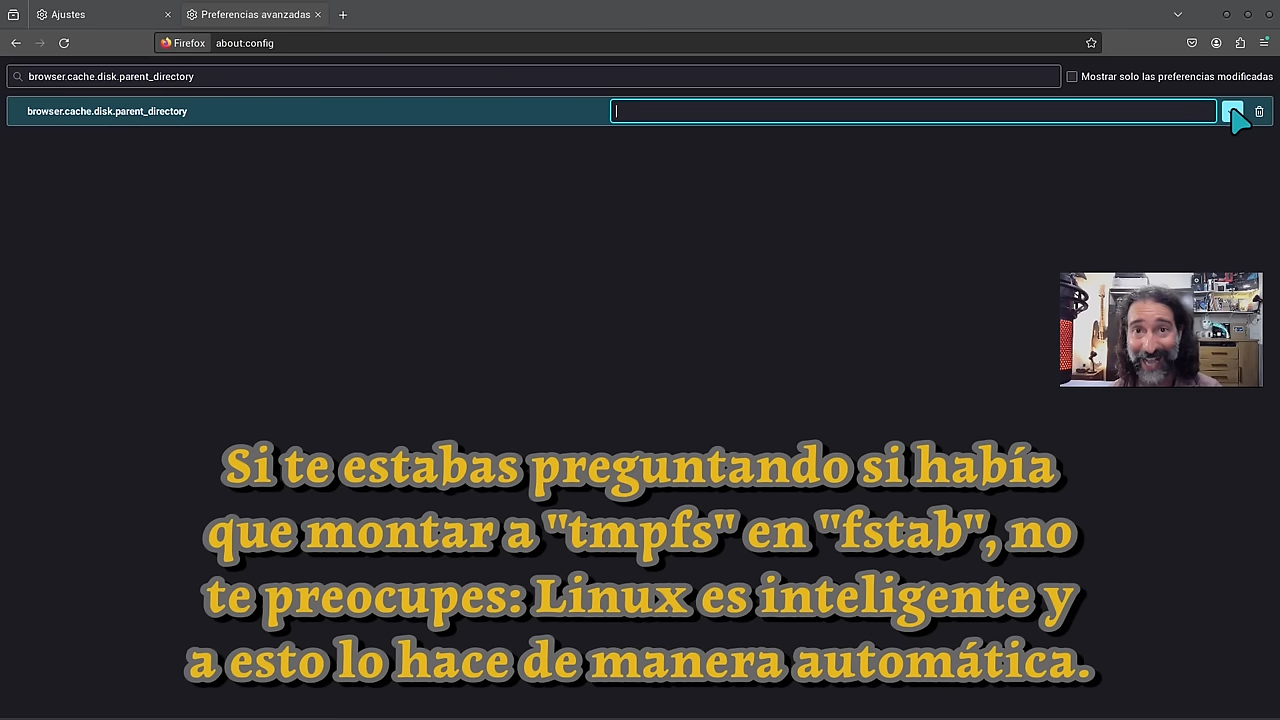 Ajustes
Preferencias avanzadas
Firefox
about:config
browser.cache.disk.parent_directory
Mostrar solo las preferencias modificadas
browser.cache.disk.parent_directory
Si te estabas preguntando si había
que montar a "tmpfs" en "fstab", no
te preocupes: Linux es inteligente y
a esto lo hace de manera automática.